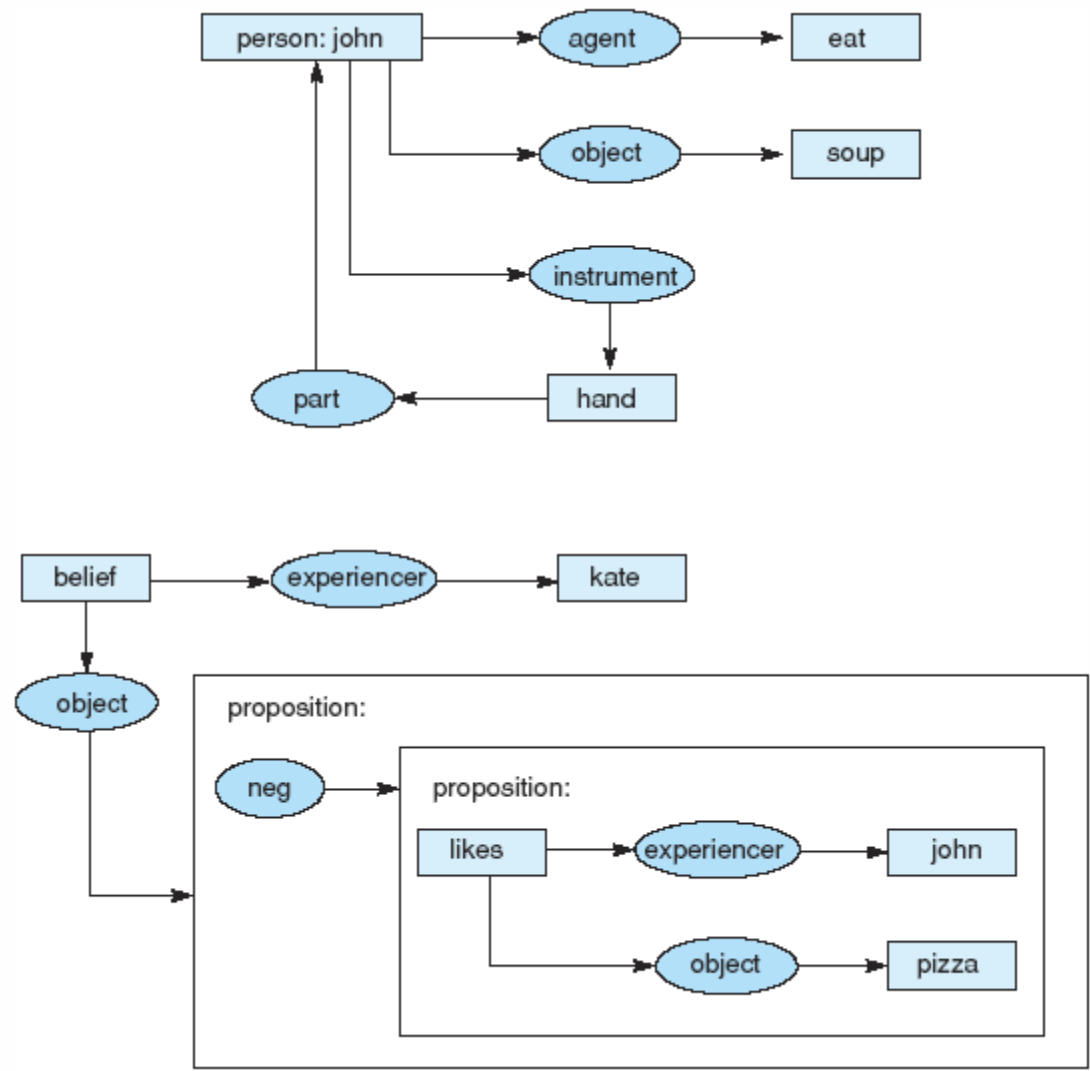 person: john
agent
eat
object
soup
instrument
part
hand
belief
experiencer
kate
object
proposition:
neg
proposition:
likes
experiencer
john
object
pizza